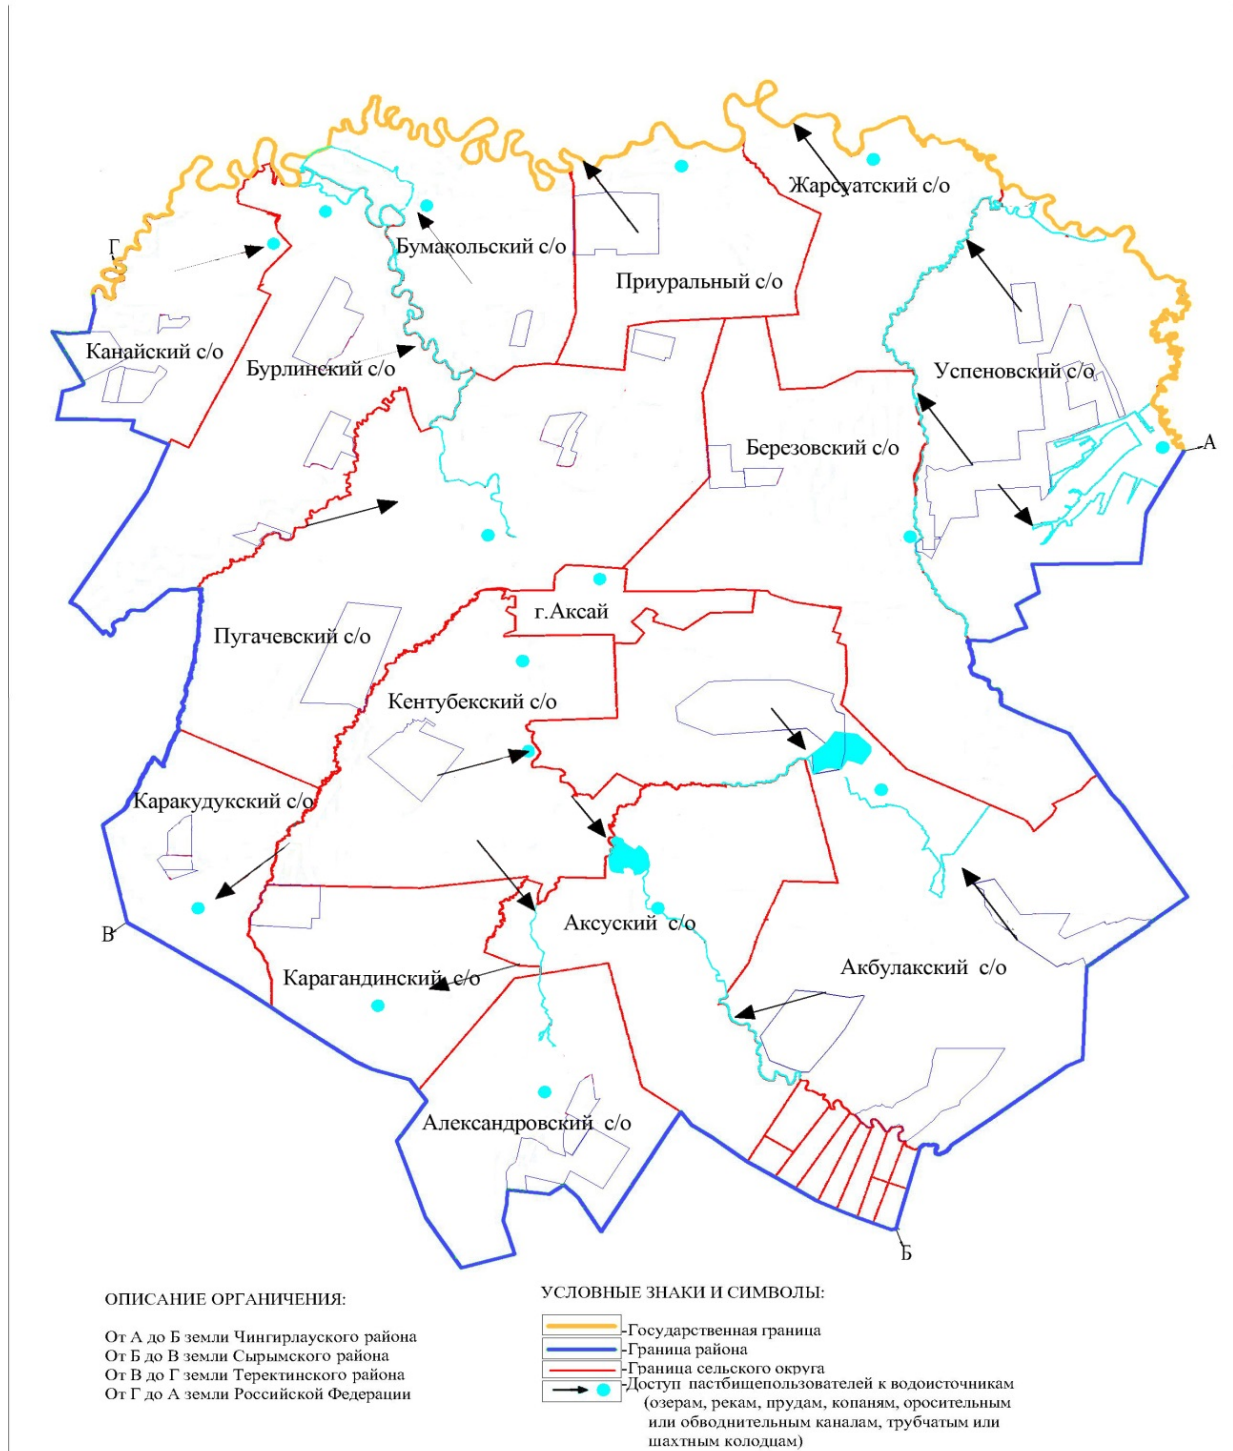 Жарсуатский с/о
Г
Бумакольский с/о
Приуральный с/о
Канайский с/о
Бурлинский с/о
Успеновский с/о
А
Березовский с/о
г.Аксай
Пугачевский с/о
Кентубекский с/о
Каракудукский с/о
Аксуский с/о
В
Карагандинский с/о
Акбулакский с/о
Александровский с/о
Б
ОПИСАНИЕ ОРГАНИЧЕНИЯ:
От А до Б земли Чингирлауского района
От Б до В земли Сырымского района
От В до Г земли Теректинского района
От Г до А земли Российской Федерации
УСЛОВНЫЕ ЗНАКИ И СИМВОЛЫ:
-Государственная граница
-Граница района
-Граница сельского округа
-Доступ пастбищепользователей к водоисточникам
(озерам, рекам, прудам, копаням, оросительным
или обводнительным каналам, трубчатым или
шахтным колодцам)